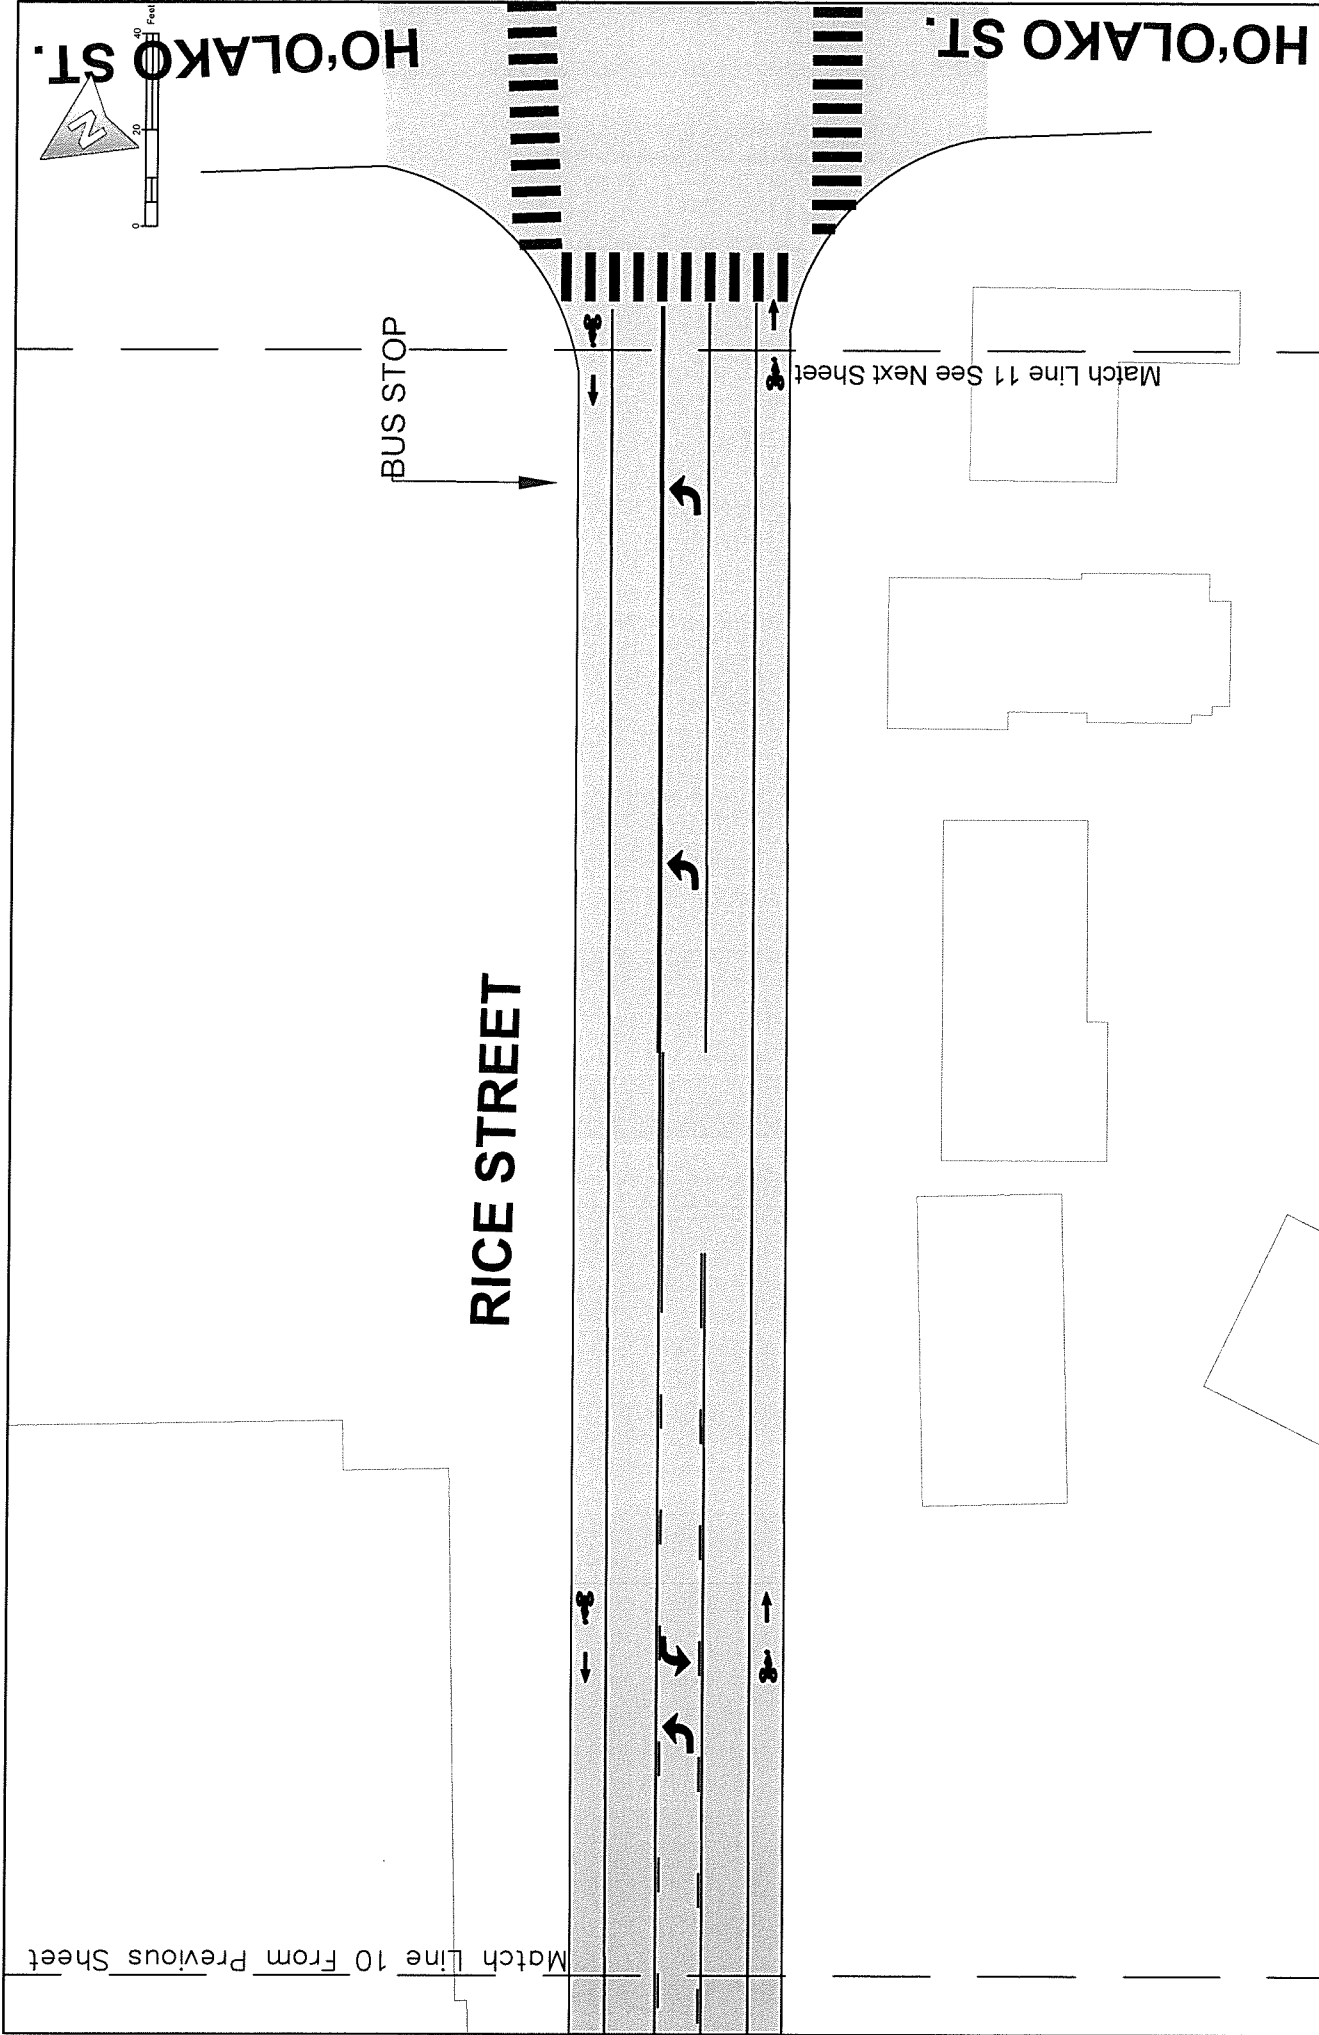 HO'OLAKO ST.
HO'OLAKO ST.
N
0 20 40 Feet
BUS STOP
Match Line 11 See Next Sheet
RICE STREET
Match Line 10 From Previous Sheet